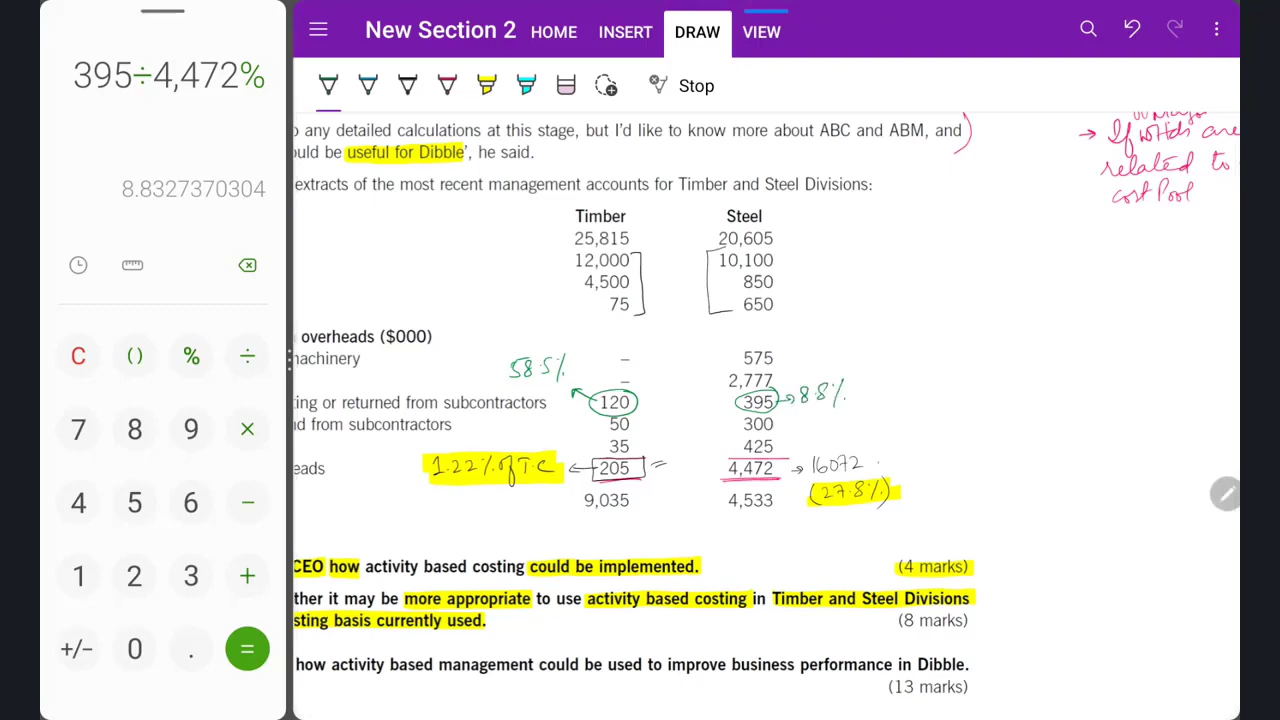 395÷4,472%
8.8327370304
C
()
%
÷
7
8
9
×
4
5
6
−
1
2
3
+
+/−
0
.
=
New Section 2 HOME INSERT DRAW VIEW
Stop
o any detailed calculations at this stage, but I'd like to know more about ABC and ABM, and
ould be useful for Dibble', he said.
→ If are
related to
cost Pool
extracts of the most recent management accounts for Timber and Steel Divisions:
Timber Steel
25,815 20,605
12,000 10,100
4,500 850
75 650
overheads ($000)
nachinery – 575
58.5%
– 2,777
ting or returned from subcontractors 120 395 → 8.8%
nd from subcontractors 50 300
35 425
eads 1.22% of T.C 205 = 4,472 → 16072
(27.8%)
9,035 4,533
CEO how activity based costing could be implemented. (4 marks)
ther it may be more appropriate to use activity based costing in Timber and Steel Divisions
sting basis currently used. (8 marks)
how activity based management could be used to improve business performance in Dibble.
(13 marks)